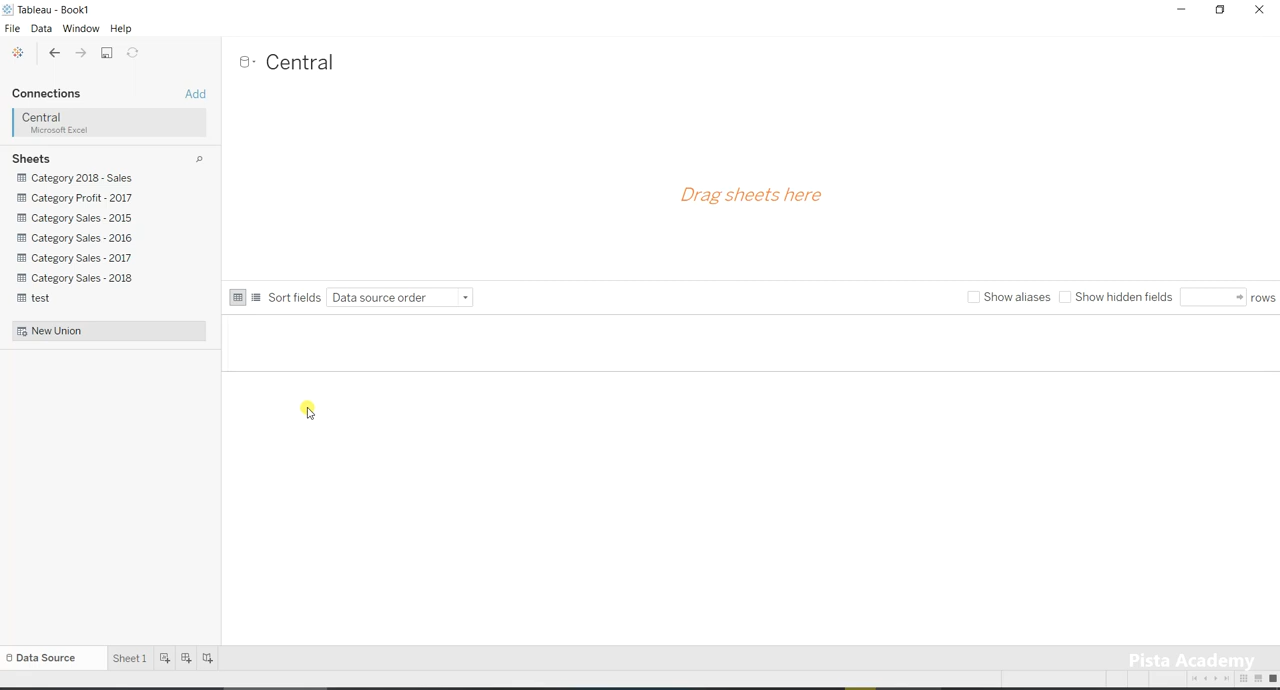 Tableau - Book1
File Data Window Help
Central
Connections Add
Central
Microsoft Excel
Sheets
Category 2018 - Sales
Category Profit - 2017
Category Sales - 2015
Category Sales - 2016
Category Sales - 2017
Category Sales - 2018
test
New Union
Drag sheets here
Sort fields Data source order Show aliases Show hidden fields rows
Data Source Sheet 1
Pista Academy